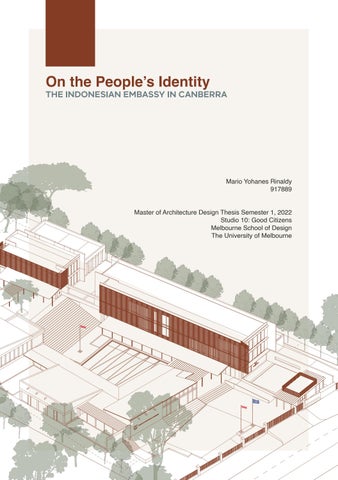 On the People's Identity
THE INDONESIAN EMBASSY IN CANBERRA
Mario Yohanes Rinaldy
917889
Master of Architecture Design Thesis Semester 1, 2022
Studio 10: Good Citizens
Melbourne School of Design
The University of Melbourne